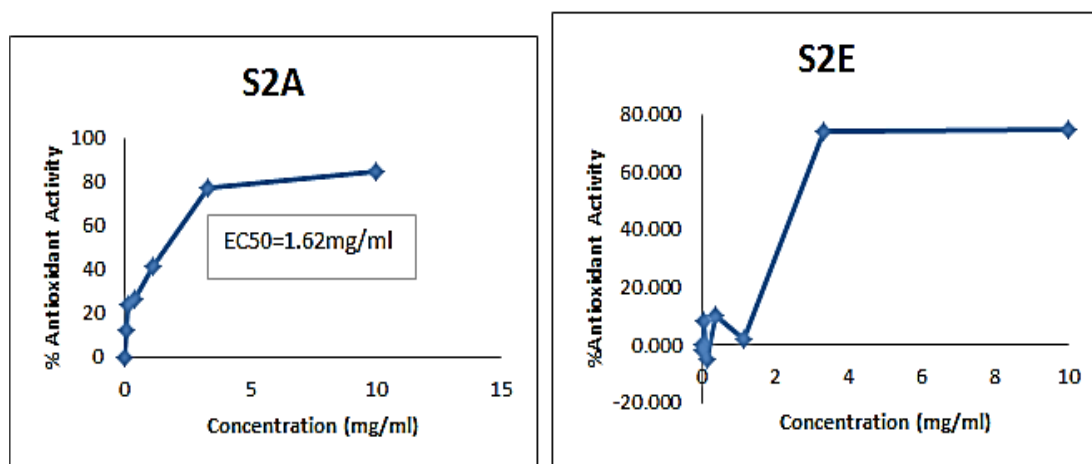 S2A
% Antioxidant Activity
100
80
60
40
20
0
EC50=1.62mg/ml
0 5 10 15
Concentration (mg/ml)
S2E
%Antioxidant Activity
80.000
60.000
40.000
20.000
0.000
-20.000
0 2 4 6 8 10
Concentration (mg/ml)